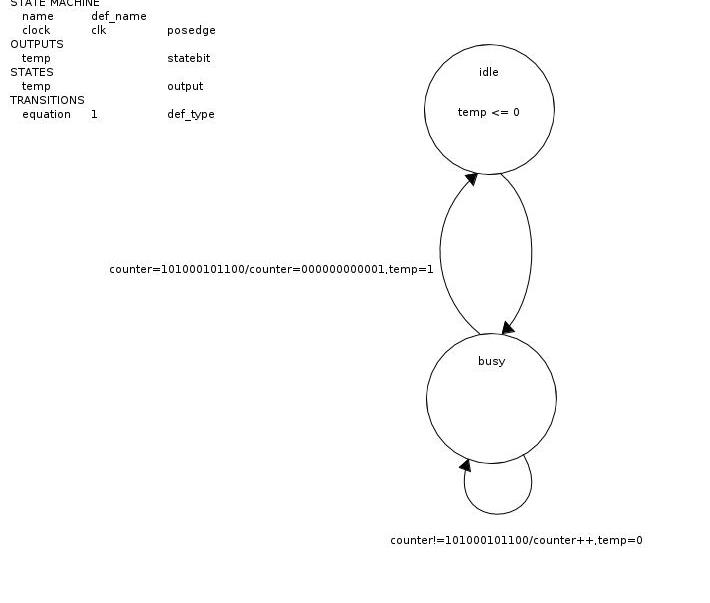 STATE MACHINE
name def_name
clock clk posedge
OUTPUTS
temp statebit
STATES
temp output
TRANSITIONS
equation 1 def_type
idle
temp <= 0
counter=101000101100/counter=000000000001,temp=1
busy
counter!=101000101100/counter++,temp=0